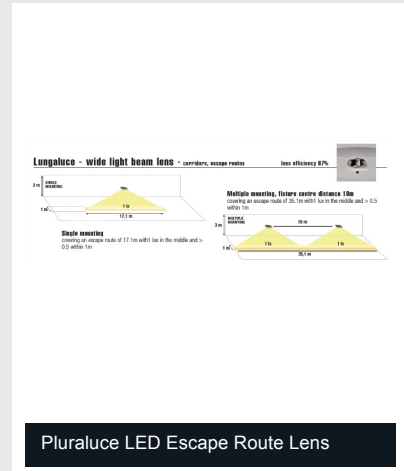 Lungaluce - wide light beam lens - corridors, escape routes
lens efficiency 87%
3 m
SINGLE
MOUNTING
1 lx
1 m
17,1 m
Single mounting
covering an escape route of 17.1m with1 lux in the middle and >
0.5 within 1m
Multiple mounting, fixture centre distance 18m
covering an escape route of 35.1m with1 lux in the middle and > 0.5
within 1m
MULTIPLE
MOUNTING
3 m
18 m
1 lx
1 lx
1 m
35,1 m
Pluraluce LED Escape Route Lens